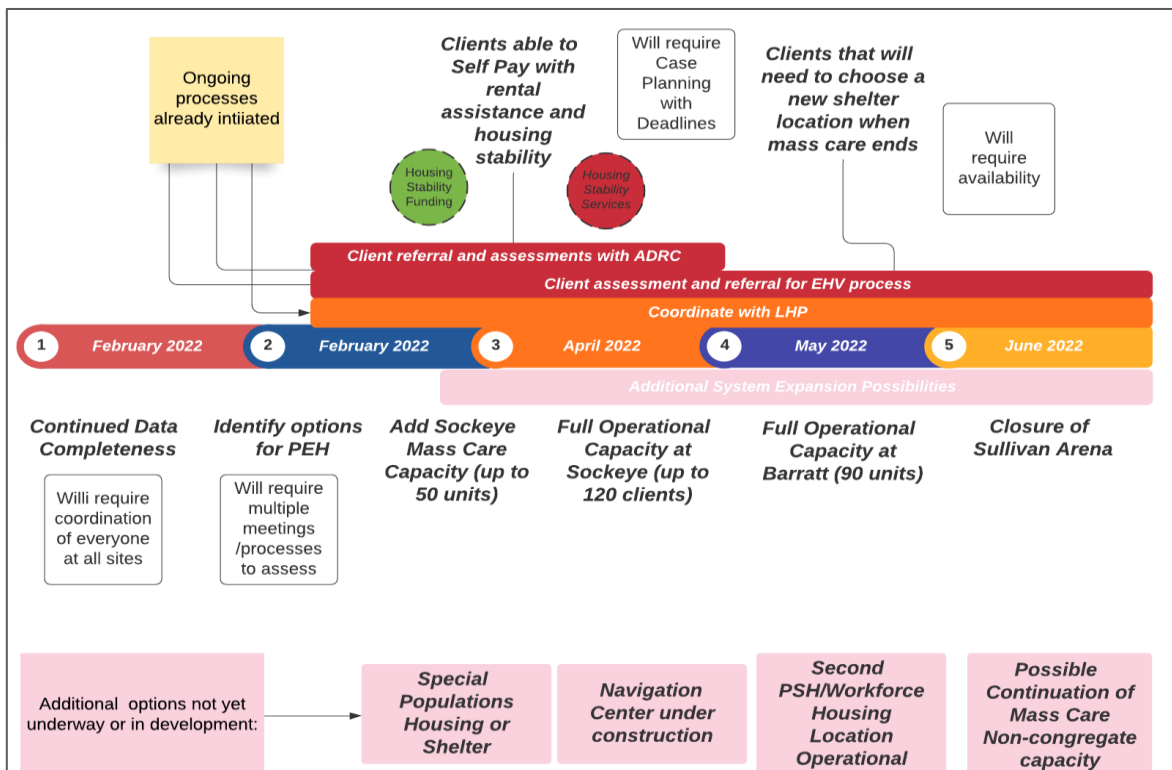 Ongoing
processes
already intiiated
Clients able to
Self Pay with
rental
assistance and
housing
stability
Will require
Case
Planning
with
Deadlines
Clients that will
need to choose a
new shelter
location when
mass care ends
Will
require
availability
Housing
Stability
Funding
Housing
Stability
Services
Client referral and assessments with ADRC
Client assessment and referral for EHV process
Coordinate with LHP
1 February 2022
2 February 2022
3 April 2022
4 May 2022
5 June 2022
Additional System Expansion Possibilities
Continued Data
Completeness
Willi require
coordination
of everyone
at all sites
Identify options
for PEH
Will require
multiple
meetings
/processes
to assess
Add Sockeye
Mass Care
Capacity (up to
50 units)
Full Operational
Capacity at
Sockeye (up to
120 clients)
Full Operational
Capacity at
Barratt (90 units)
Closure of
Sullivan Arena
Additional options not yet
underway or in development:
Special
Populations
Housing or
Shelter
Navigation
Center under
construction
Second
PSH/Workforce
Housing
Location
Operational
Possible
Continuation of
Mass Care
Non-congregate
capacity